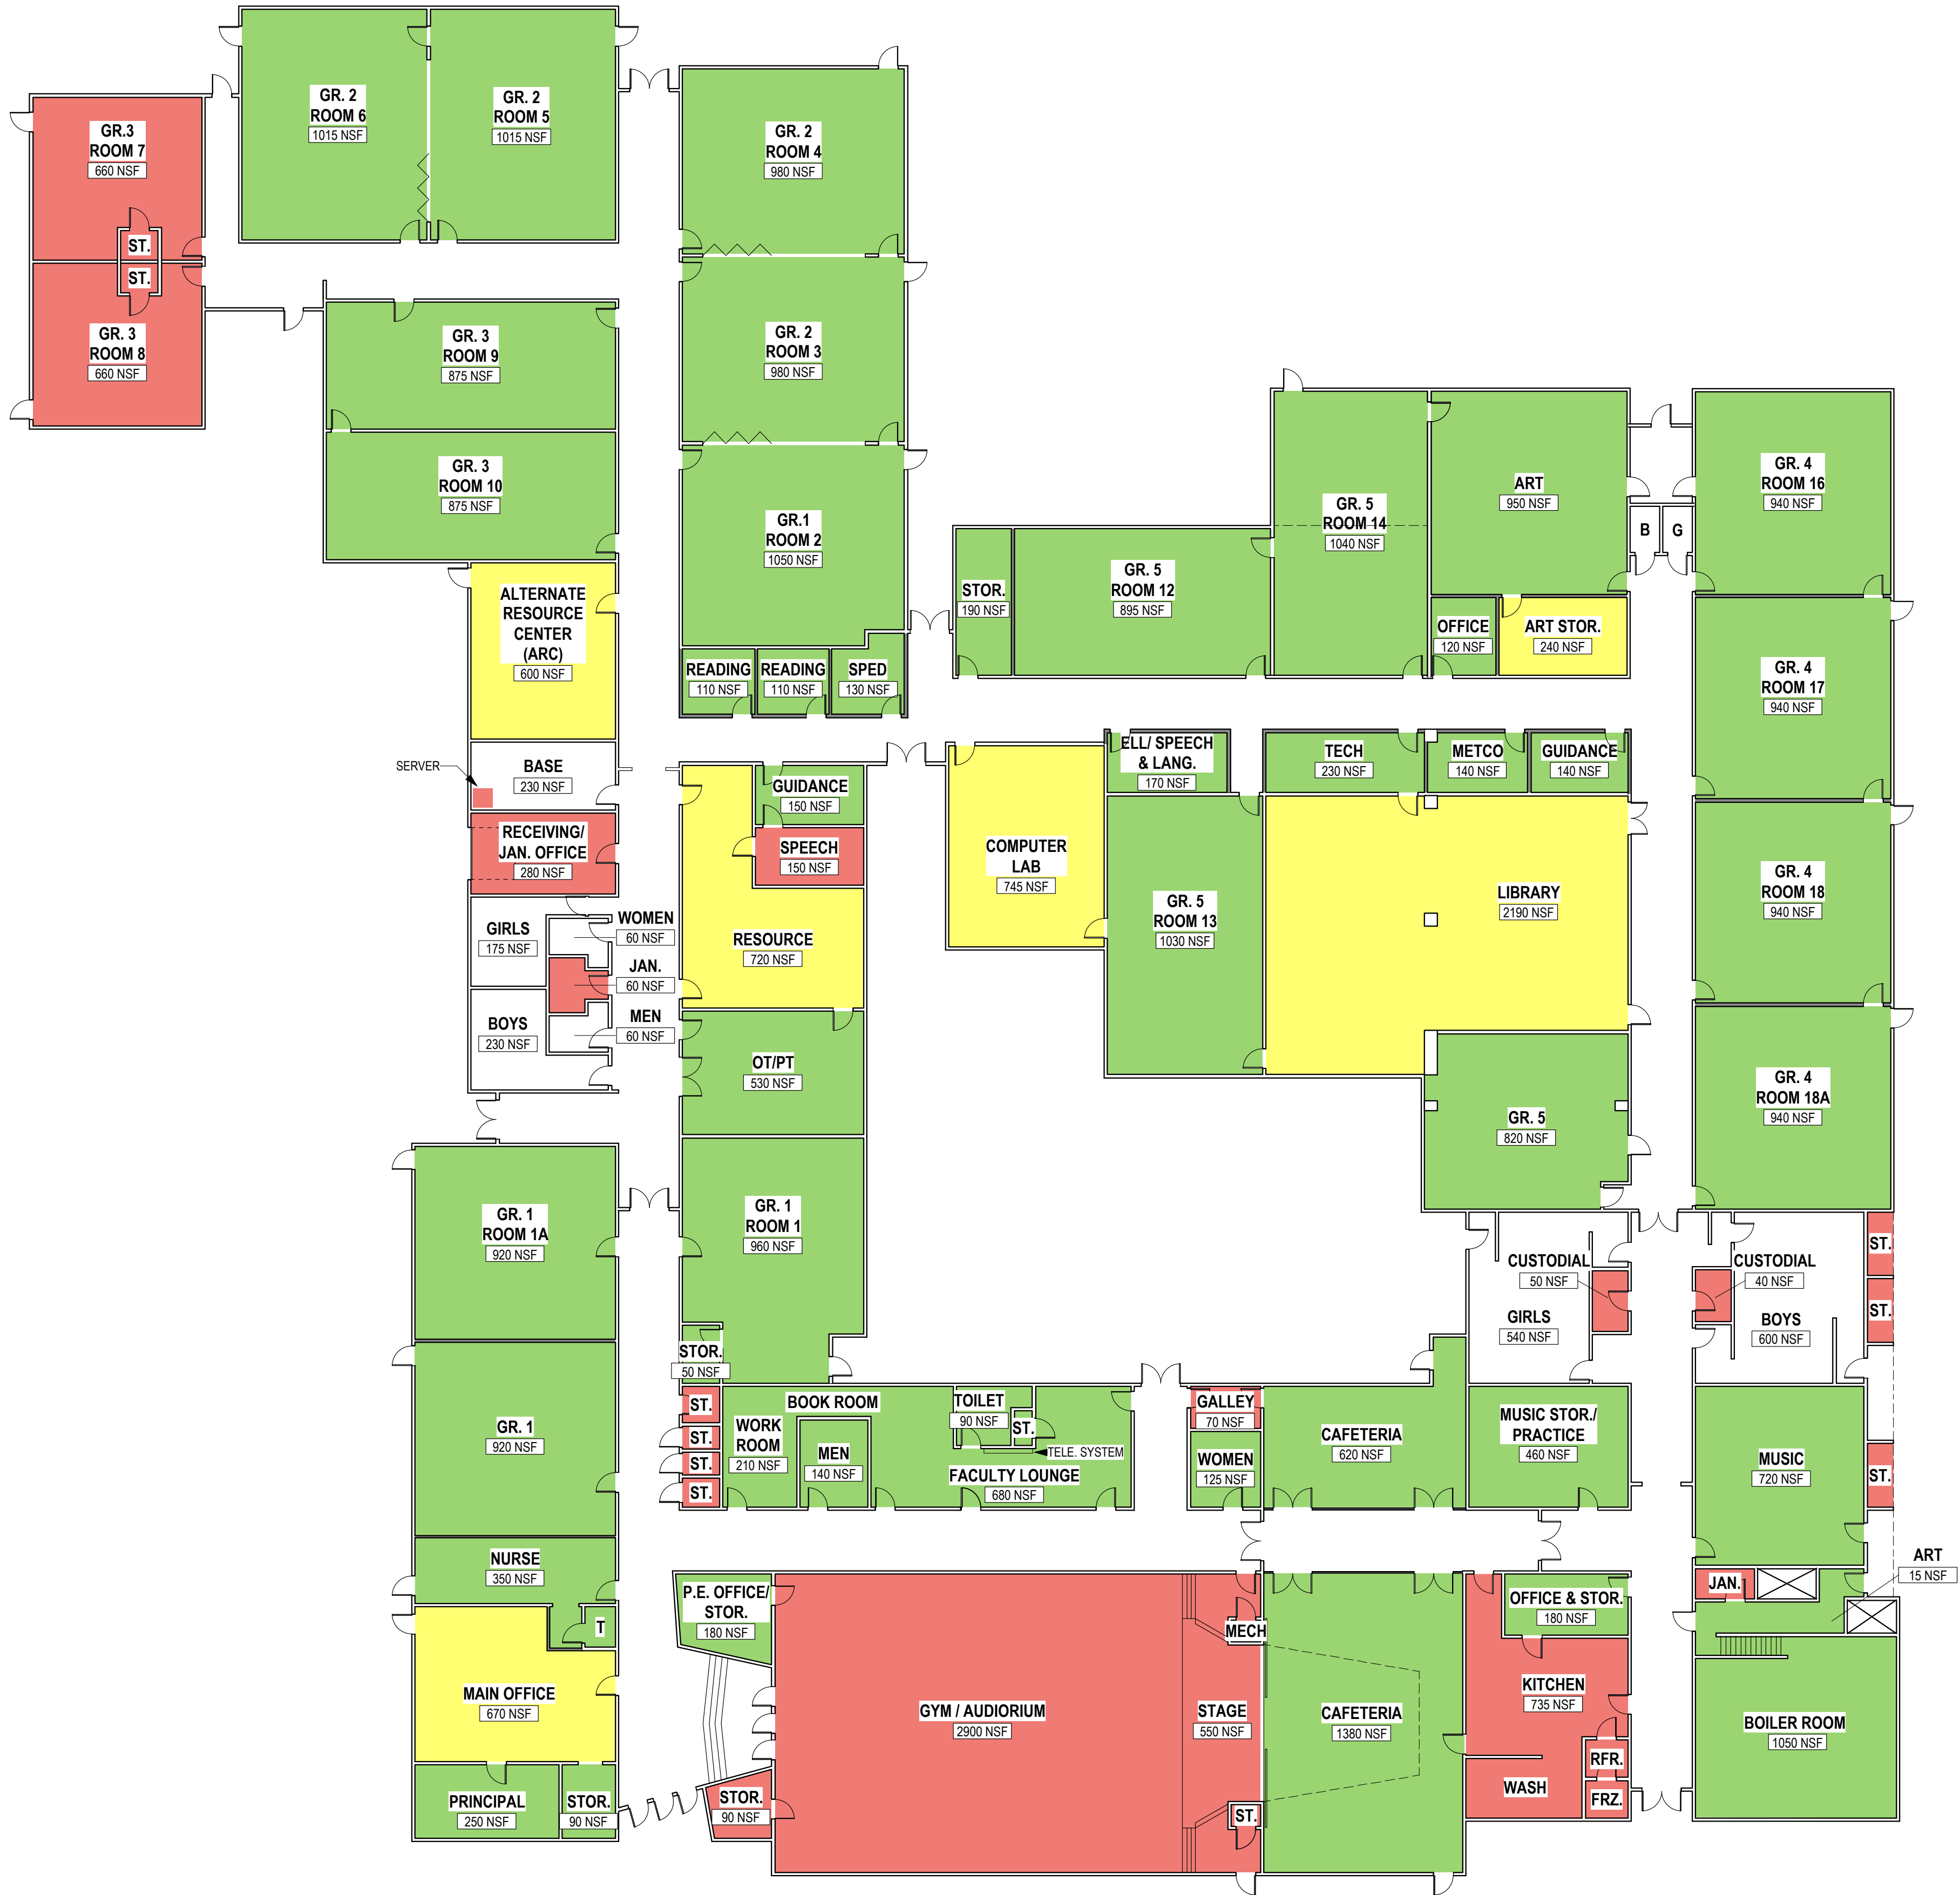 GR. 2
ROOM 6
1015 NSF
GR. 2
ROOM 5
1015 NSF
GR.3
ROOM 7
660 NSF
GR. 2
ROOM 4
980 NSF
ST.
ST.
GR. 3
ROOM 8
660 NSF
GR. 3
ROOM 9
875 NSF
GR. 2
ROOM 3
980 NSF
GR. 3
ROOM 10
875 NSF
GR.1
ROOM 2
1050 NSF
GR. 5
ROOM 14
1040 NSF
ART
950 NSF
GR. 4
ROOM 16
940 NSF
B
G
STOR.
190 NSF
GR. 5
ROOM 12
895 NSF
ALTERNATE
RESOURCE
CENTER
(ARC)
600 NSF
OFFICE
120 NSF
ART STOR.
240 NSF
READING
110 NSF
READING
110 NSF
SPED
130 NSF
GR. 4
ROOM 17
940 NSF
SERVER
BASE
230 NSF
GUIDANCE
150 NSF
ELL/ SPEECH
& LANG.
170 NSF
TECH
230 NSF
METCO
140 NSF
GUIDANCE
140 NSF
RECEIVING/
JAN. OFFICE
280 NSF
SPEECH
150 NSF
COMPUTER
LAB
745 NSF
GR. 5
ROOM 13
1030 NSF
LIBRARY
2190 NSF
GR. 4
ROOM 18
940 NSF
GIRLS
175 NSF
WOMEN
60 NSF
JAN.
60 NSF
RESOURCE
720 NSF
BOYS
230 NSF
MEN
60 NSF
OT/PT
530 NSF
GR. 5
820 NSF
GR. 4
ROOM 18A
940 NSF
GR. 1
ROOM 1A
920 NSF
GR. 1
ROOM 1
960 NSF
CUSTODIAL
50 NSF
CUSTODIAL
40 NSF
ST.
ST.
GIRLS
540 NSF
BOYS
600 NSF
STOR.
50 NSF
GR. 1
920 NSF
ST.
ST.
ST.
ST.
BOOK ROOM
WORK
ROOM
210 NSF
MEN
140 NSF
TOILET
90 NSF
ST.
TELE. SYSTEM
FACULTY LOUNGE
680 NSF
GALLEY
70 NSF
WOMEN
125 NSF
CAFETERIA
620 NSF
MUSIC STOR./
PRACTICE
460 NSF
MUSIC
720 NSF
ST.
NURSE
350 NSF
T
P.E. OFFICE/
STOR.
180 NSF
MECH
OFFICE & STOR.
180 NSF
JAN.
ART
15 NSF
MAIN OFFICE
670 NSF
GYM / AUDIORIUM
2900 NSF
STAGE
550 NSF
CAFETERIA
1380 NSF
KITCHEN
735 NSF
BOILER ROOM
1050 NSF
PRINCIPAL
250 NSF
STOR.
90 NSF
STOR.
90 NSF
ST.
WASH
RFR.
FRZ.